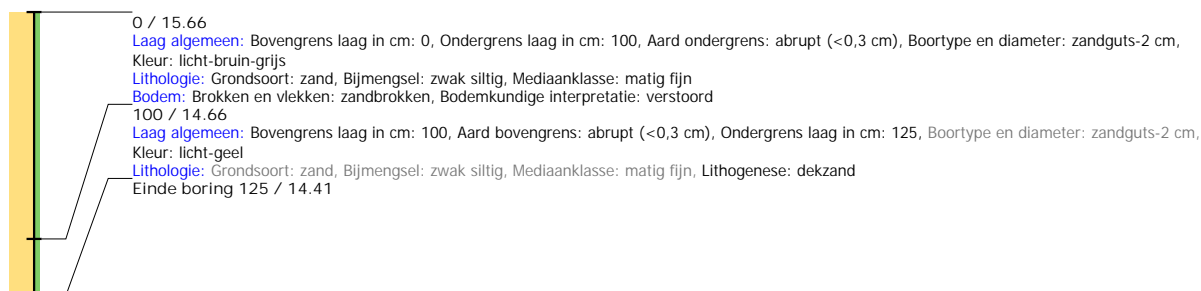 0 / 15.66
Laag algemeen: Bovengrens laag in cm: 0, Ondergrens laag in cm: 100, Aard ondergrens: abrupt (<0,3 cm), Boortype en diameter: zandguts-2 cm,
Kleur: licht-bruin-grijs
Lithologie: Grondsoort: zand, Bijmengsel: zwak siltig, Mediaanklasse: matig fijn
Bodem: Brokken en vlekken: zandbrokken, Bodemkundige interpretatie: verstoord
100 / 14.66
Laag algemeen: Bovengrens laag in cm: 100, Aard bovengrens: abrupt (<0,3 cm), Ondergrens laag in cm: 125, Boortype en diameter: zandguts-2 cm,
Kleur: licht-geel
Lithologie: Grondsoort: zand, Bijmengsel: zwak siltig, Mediaanklasse: matig fijn, Lithogenese: dekzand
Einde boring 125 / 14.41